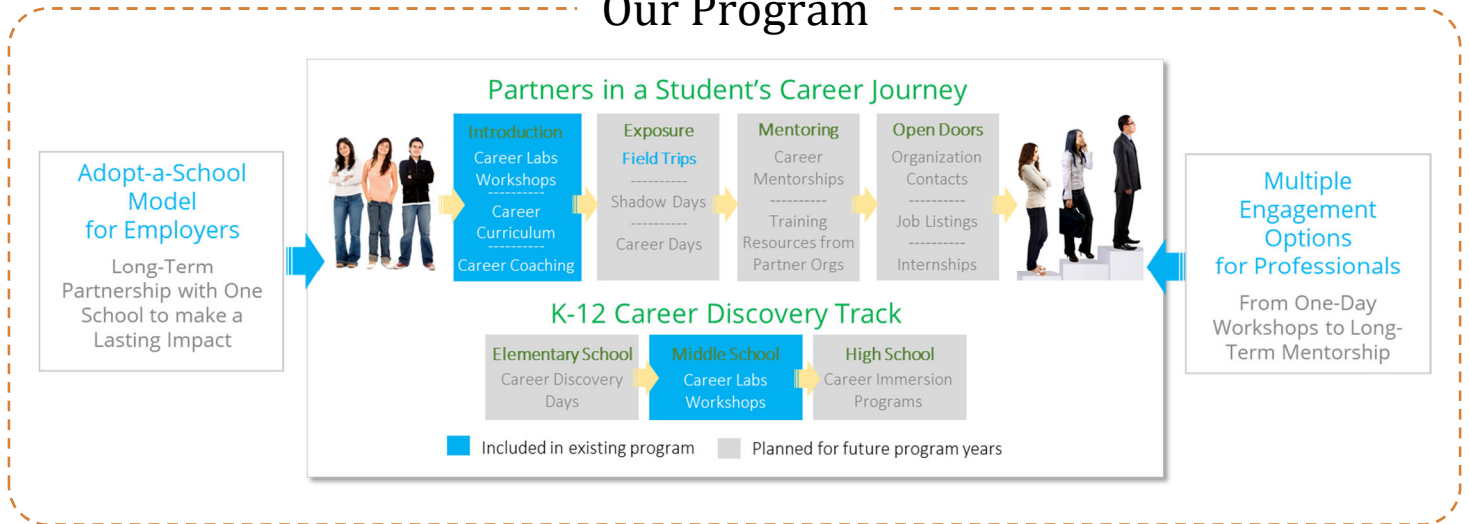 Our Program
Partners in a Student's Career Journey
Adopt-a-School
Model
for Employers
Long-Term
Partnership with One
School to make a
Lasting Impact
Introduction
Career Labs
Workshops
----------
Career
Curriculum
----------
Career Coaching
Exposure
Field Trips
----------
Shadow Days
----------
Career Days
Mentoring
Career
Mentorships
----------
Training
Resources from
Partner Orgs
Open Doors
Organization
Contacts
----------
Job Listings
----------
Internships
Multiple
Engagement
Options
for Professionals
From One-Day
Workshops to Long-
Term Mentorship
K-12 Career Discovery Track
Elementary School
Career Discovery
Days
Middle School
Career Labs
Workshops
High School
Career Immersion
Programs
Included in existing program
Planned for future program years